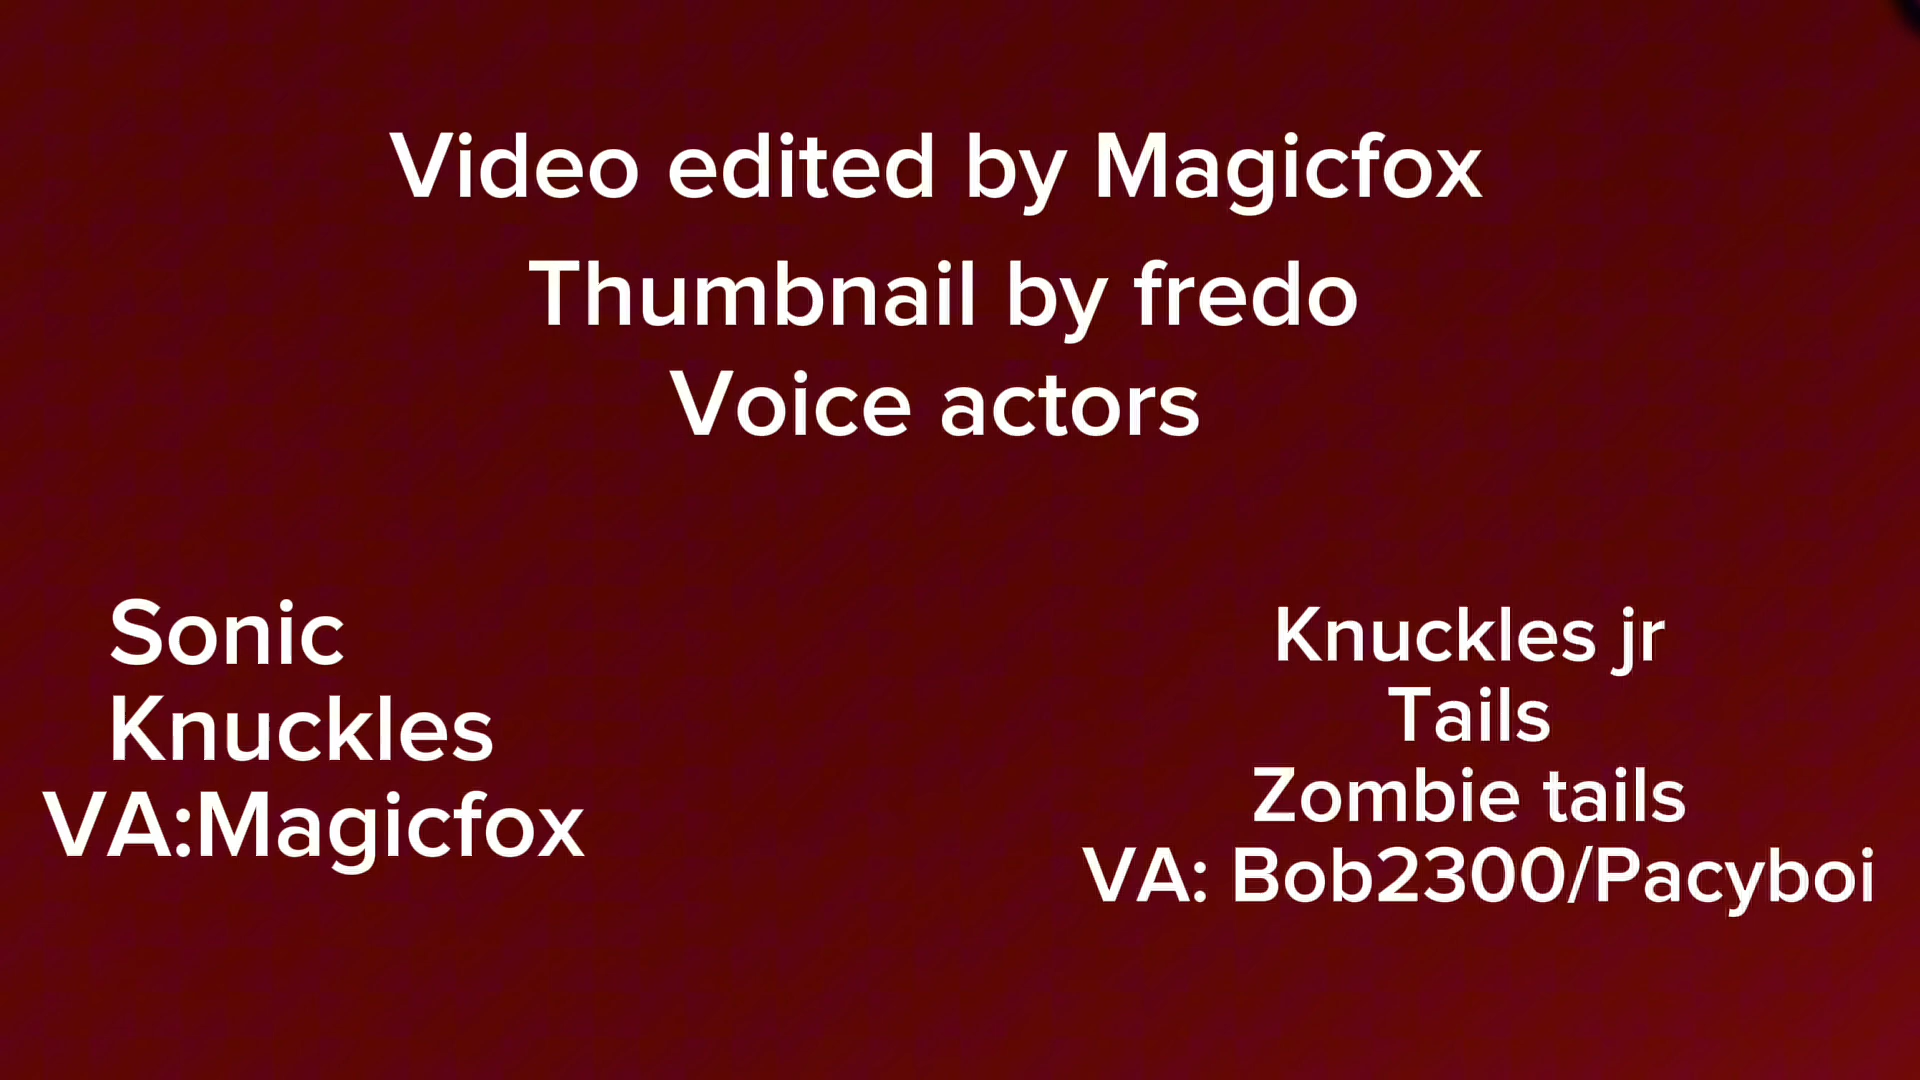 Video edited by Magicfox
Thumbnail by fredo
Voice actors
Sonic
Knuckles
VA:Magicfox
Knuckles jr
Tails
Zombie tails
VA: Bob2300/Pacyboi